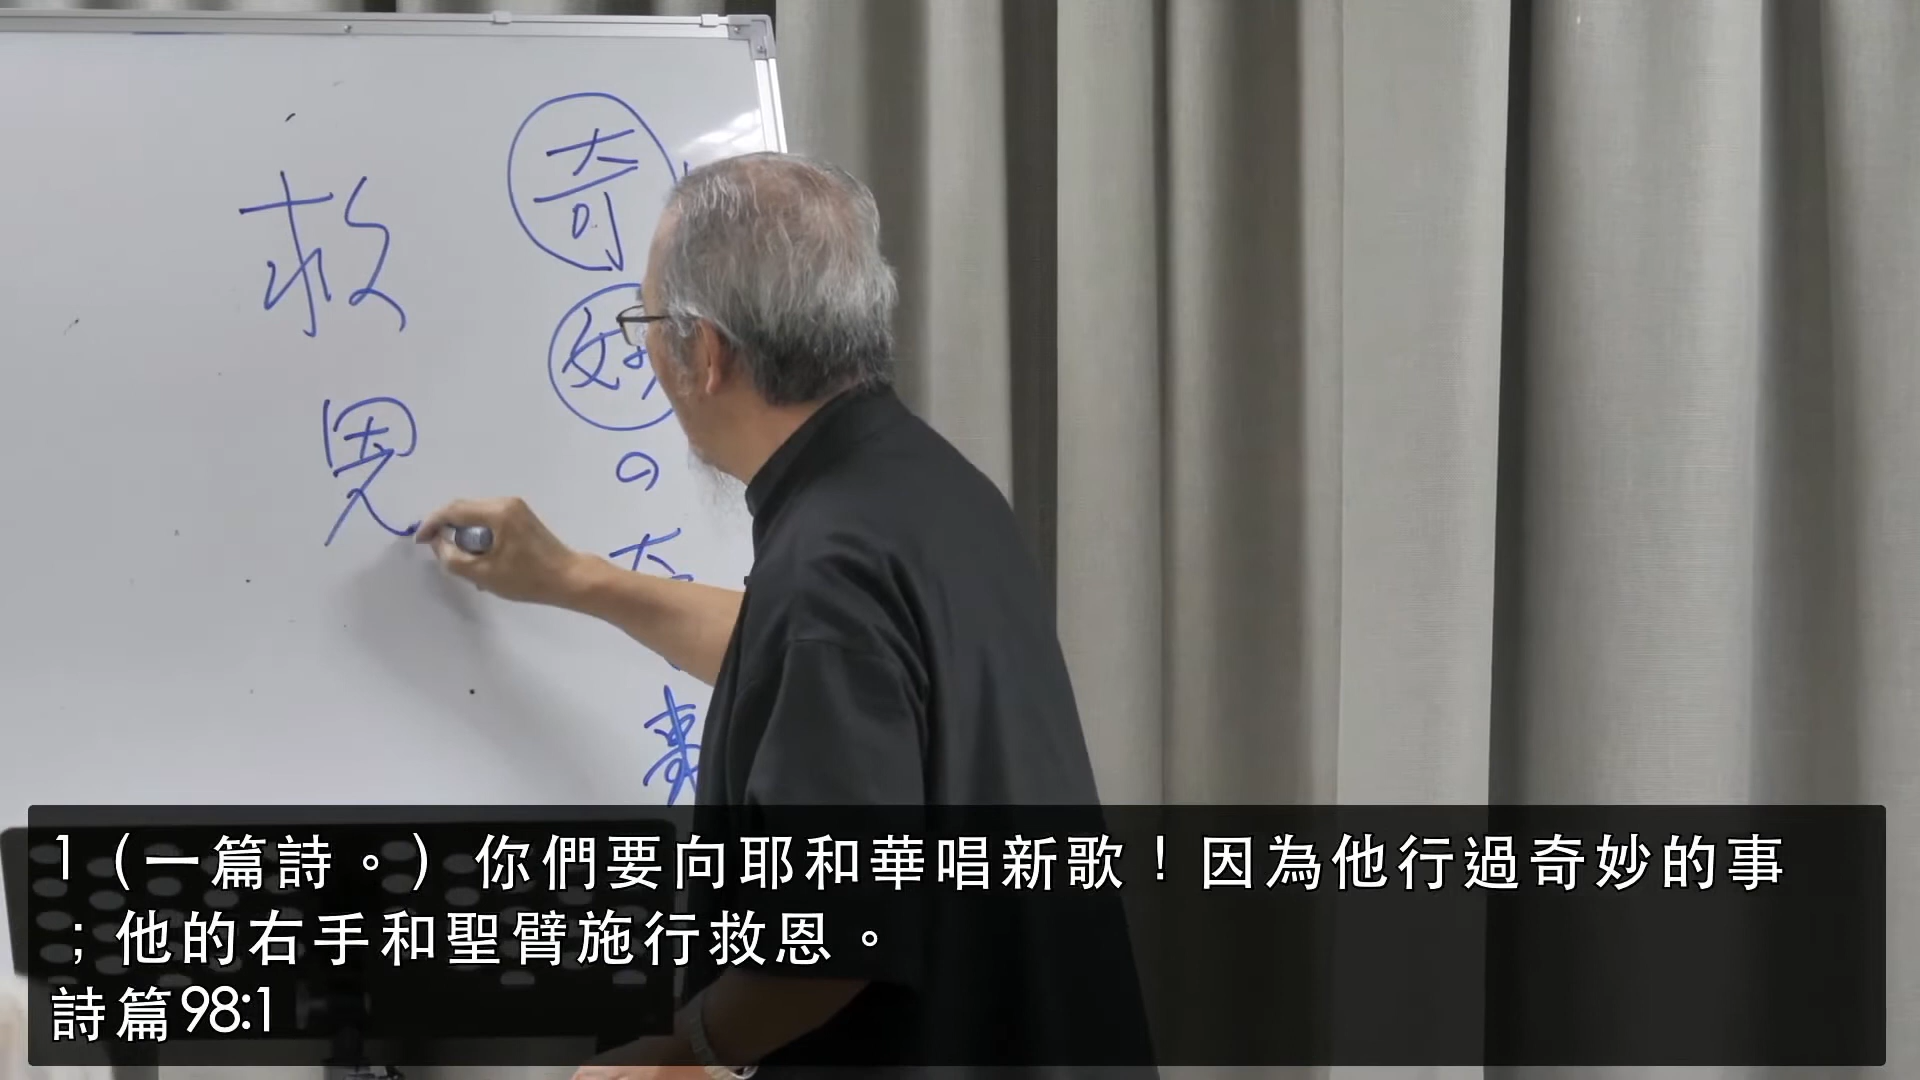 奇妙の大
事
救恩
1（一篇詩。）你們要向耶和華唱新歌！因為他行過奇妙的事
；他的右手和聖臂施行救恩。
詩篇98:1